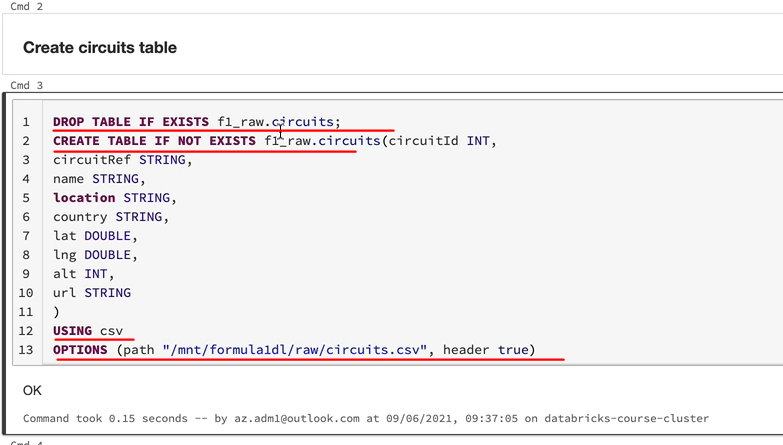 Cmd 2
Create circuits table
Cmd 3
1 DROP TABLE IF EXISTS f1_raw.circuits;
2 CREATE TABLE IF NOT EXISTS f1_raw.circuits(circuitId INT,
3 circuitRef STRING,
4 name STRING,
5 location STRING,
6 country STRING,
7 lat DOUBLE,
8 lng DOUBLE,
9 alt INT,
10 url STRING
11 )
12 USING csv
13 OPTIONS (path "/mnt/formula1dl/raw/circuits.csv", header true)
OK
Command took 0.15 seconds -- by az.adm1@outlook.com at 09/06/2021, 09:37:05 on databricks-course-cluster
Cmd 4